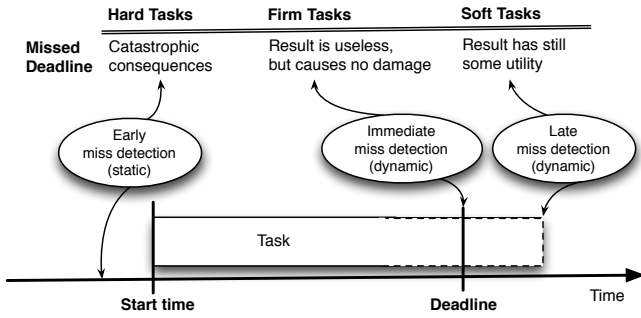 Hard Tasks Firm Tasks Soft Tasks
Missed Catastrophic Result is useless, Result has still
Deadline consequences but causes no damage some utility
Early
miss detection
(static)
Immediate
miss detection
(dynamic)
Late
miss detection
(dynamic)
Task
Time
Start time Deadline